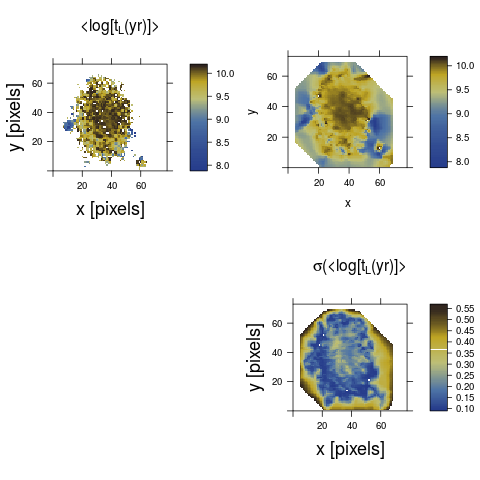 <log[t_L(yr)]>
60
40
20
y [pixels]
20 40 60
x [pixels]
10.0
9.5
9.0
8.5
8.0
60
40
20
y
20 40 60
x
10.0
9.5
9.0
8.5
8.0
σ(<log[t_L(yr)]>
60
40
20
y [pixels]
20 40 60
x [pixels]
0.55
0.50
0.45
0.40
0.35
0.30
0.25
0.20
0.15
0.10